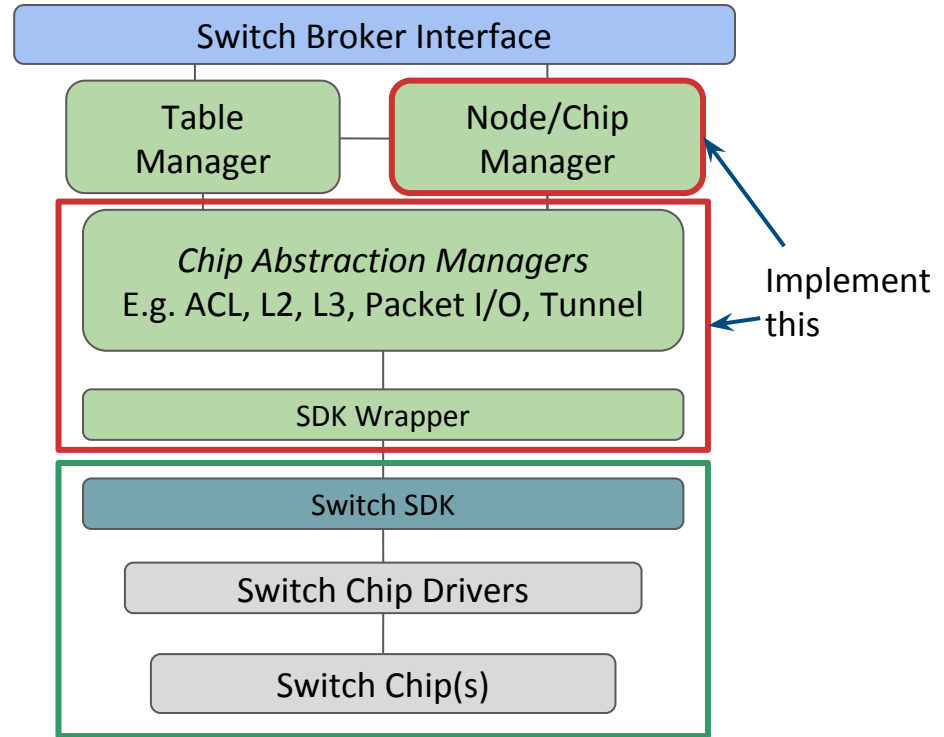 Switch Broker Interface
Table
Manager
Node/Chip
Manager
Chip Abstraction Managers
E.g. ACL, L2, L3, Packet I/O, Tunnel
Implement
this
SDK Wrapper
Switch SDK
Switch Chip Drivers
Switch Chip(s)